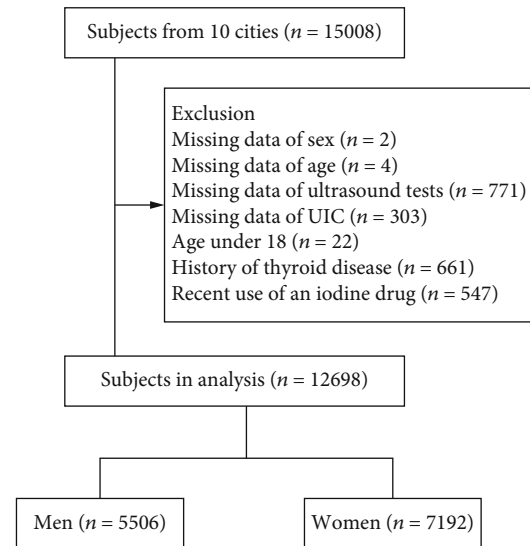 Subjects from 10 cities (n = 15008)
Exclusion
Missing data of sex (n = 2)
Missing data of age (n = 4)
Missing data of ultrasound tests (n = 771)
Missing data of UIC (n = 303)
Age under 18 (n = 22)
History of thyroid disease (n = 661)
Recent use of an iodine drug (n = 547)
Subjects in analysis (n = 12698)
Men (n = 5506)
Women (n = 7192)